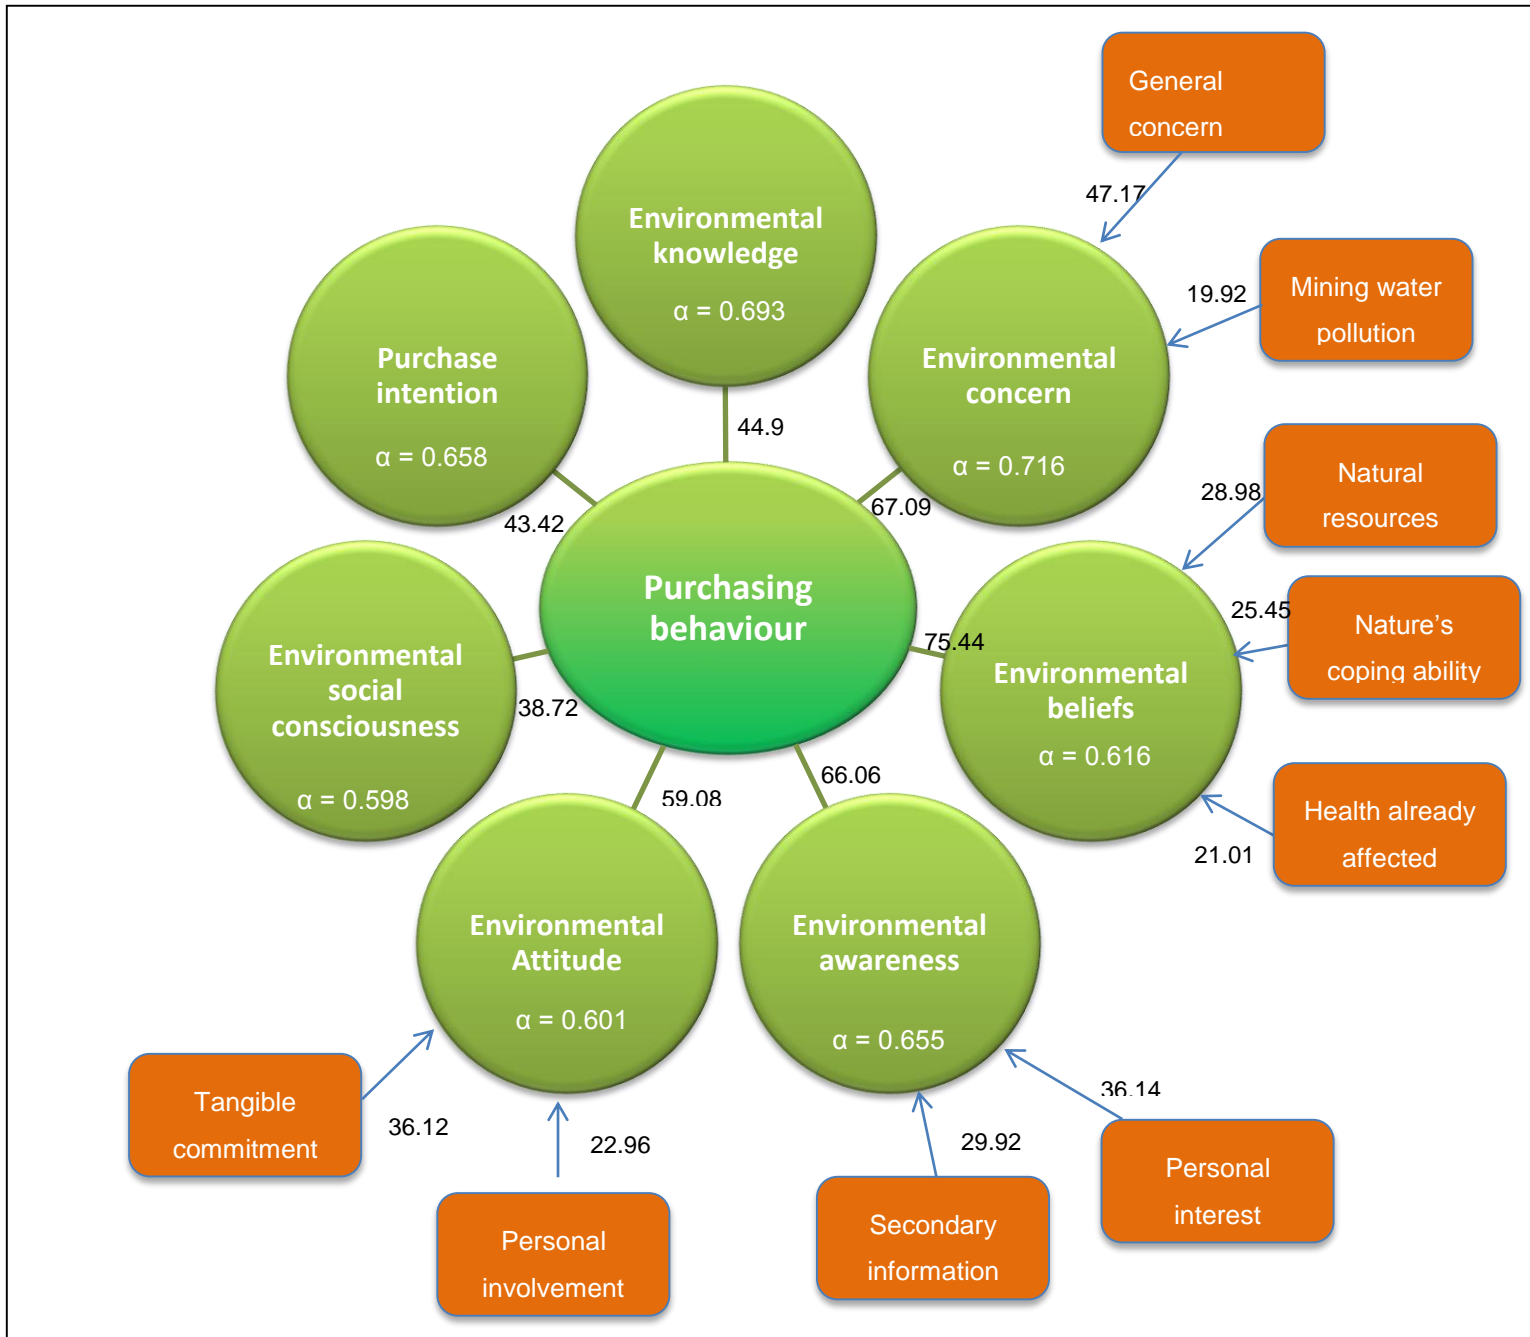 General
concern
47.17
Environmental
knowledge
α = 0.693
19.92
Mining water
pollution
Purchase
intention
α = 0.658
Environmental
concern
α = 0.716
44.9
43.42
67.09
28.98
Natural
resources
Purchasing
behaviour
25.45
Nature’s
coping ability
75.44
Environmental
social
consciousness
α = 0.598
38.72
Environmental
beliefs
α = 0.616
59.08
66.06
21.01
Health already
affected
Environmental
Attitude
α = 0.601
Environmental
awareness
α = 0.655
Tangible
commitment
36.12
22.96
29.92
36.14
Personal
interest
Personal
involvement
Secondary
information